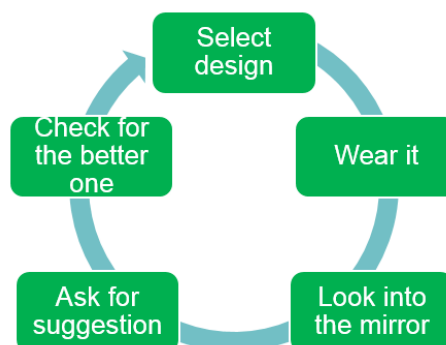 Select
design
Wear it
Look into
the mirror
Ask for
suggestion
Check for
the better
one